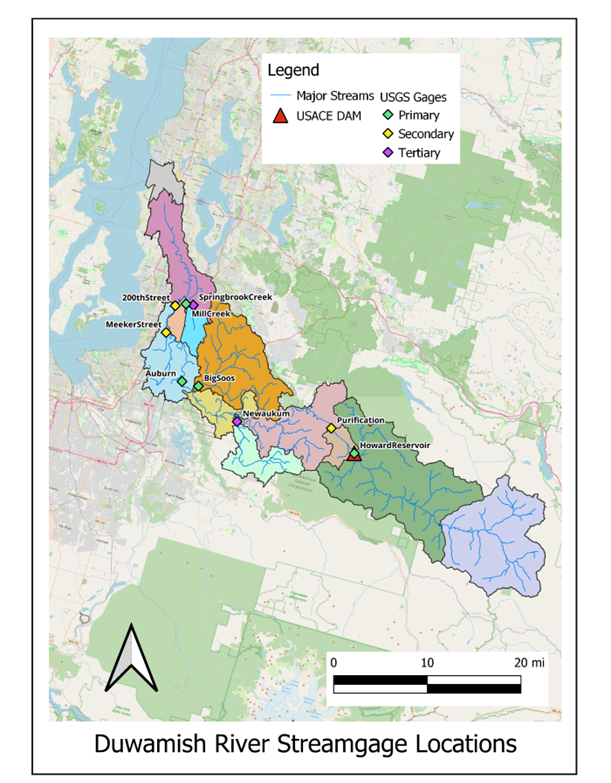 Legend
Major Streams
USACE DAM
USGS Gages
Primary
Secondary
Tertiary
200thStreet
SpringbrookCreek
MillCreek
MeekerStreet
Auburn
BigSoos
Newaukum
Purification
HowardReservoir
0 10 20 mi
Duwamish River Streamgage Locations